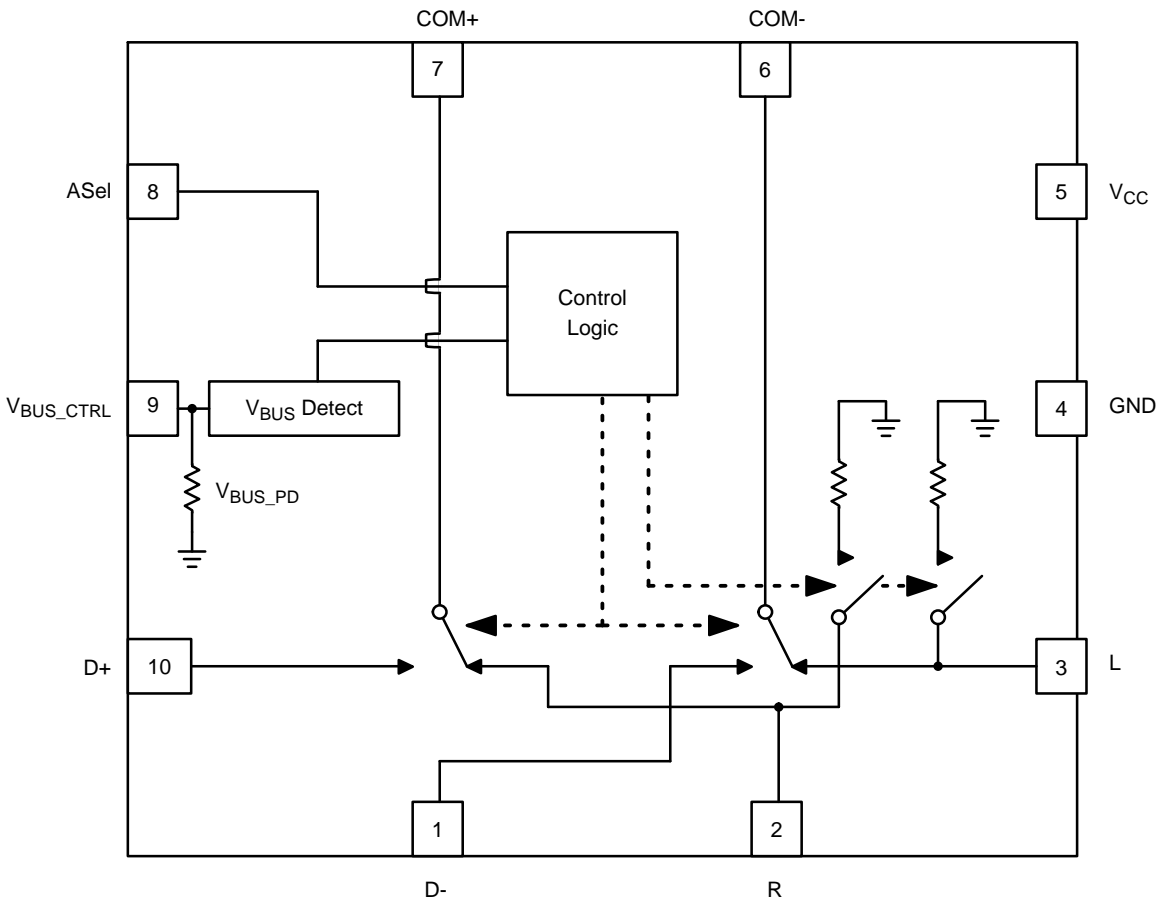 COM+
COM-
7
6
ASel
8
5
VCC
Control
Logic
VBUS_CTRL
9
VBUS Detect
4
GND
VBUS_PD
D+
10
3
L
1
2
D-
R